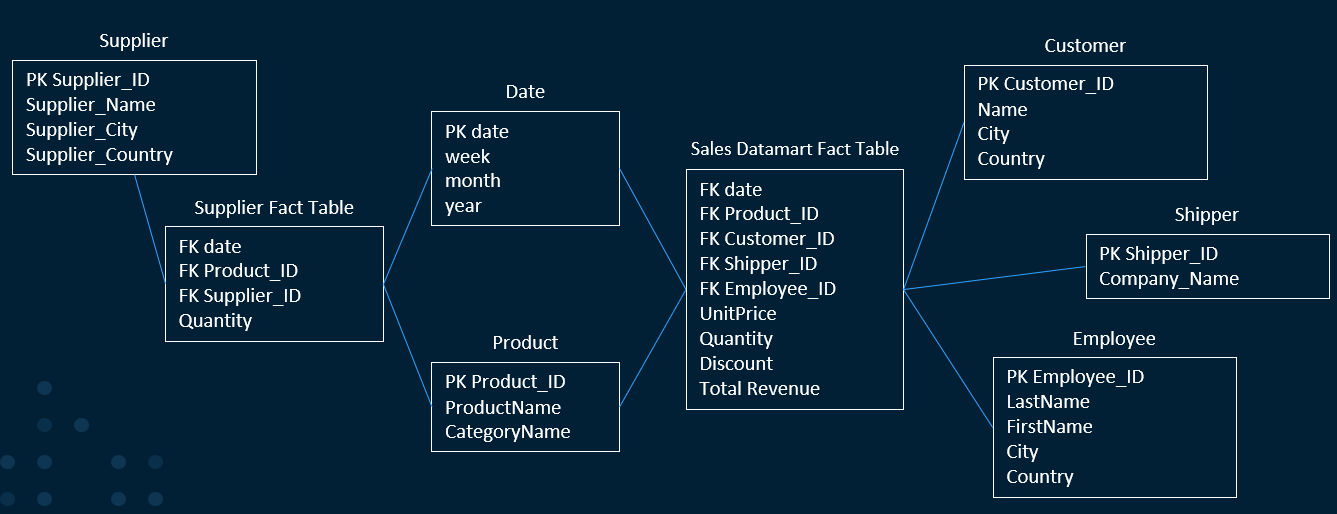 Supplier
PK Supplier_ID
Supplier_Name
Supplier_City
Supplier_Country
Supplier Fact Table
FK date
FK Product_ID
FK Supplier_ID
Quantity
Date
PK date
week
month
year
Product
PK Product_ID
ProductName
CategoryName
Sales Datamart Fact Table
FK date
FK Product_ID
FK Customer_ID
FK Shipper_ID
FK Employee_ID
UnitPrice
Quantity
Discount
Total Revenue
Customer
PK Customer_ID
Name
City
Country
Shipper
PK Shipper_ID
Company_Name
Employee
PK Employee_ID
LastName
FirstName
City
Country